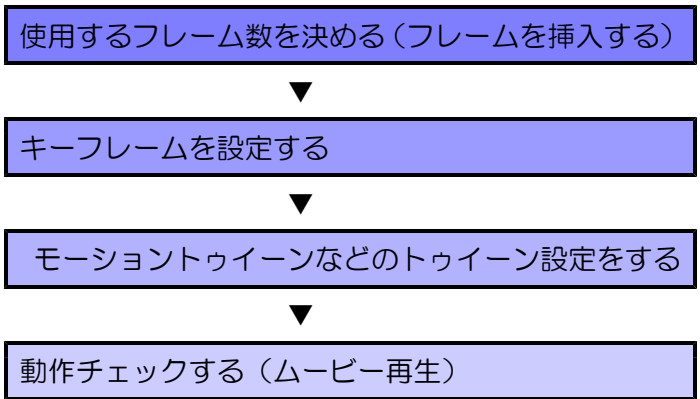 使用するフレーム数を決める(フレームを挿入する)
▼
キーフレームを設定する
▼
モーショントゥイーンなどのトゥイーン設定をする
▼
動作チェックする(ムービー再生)